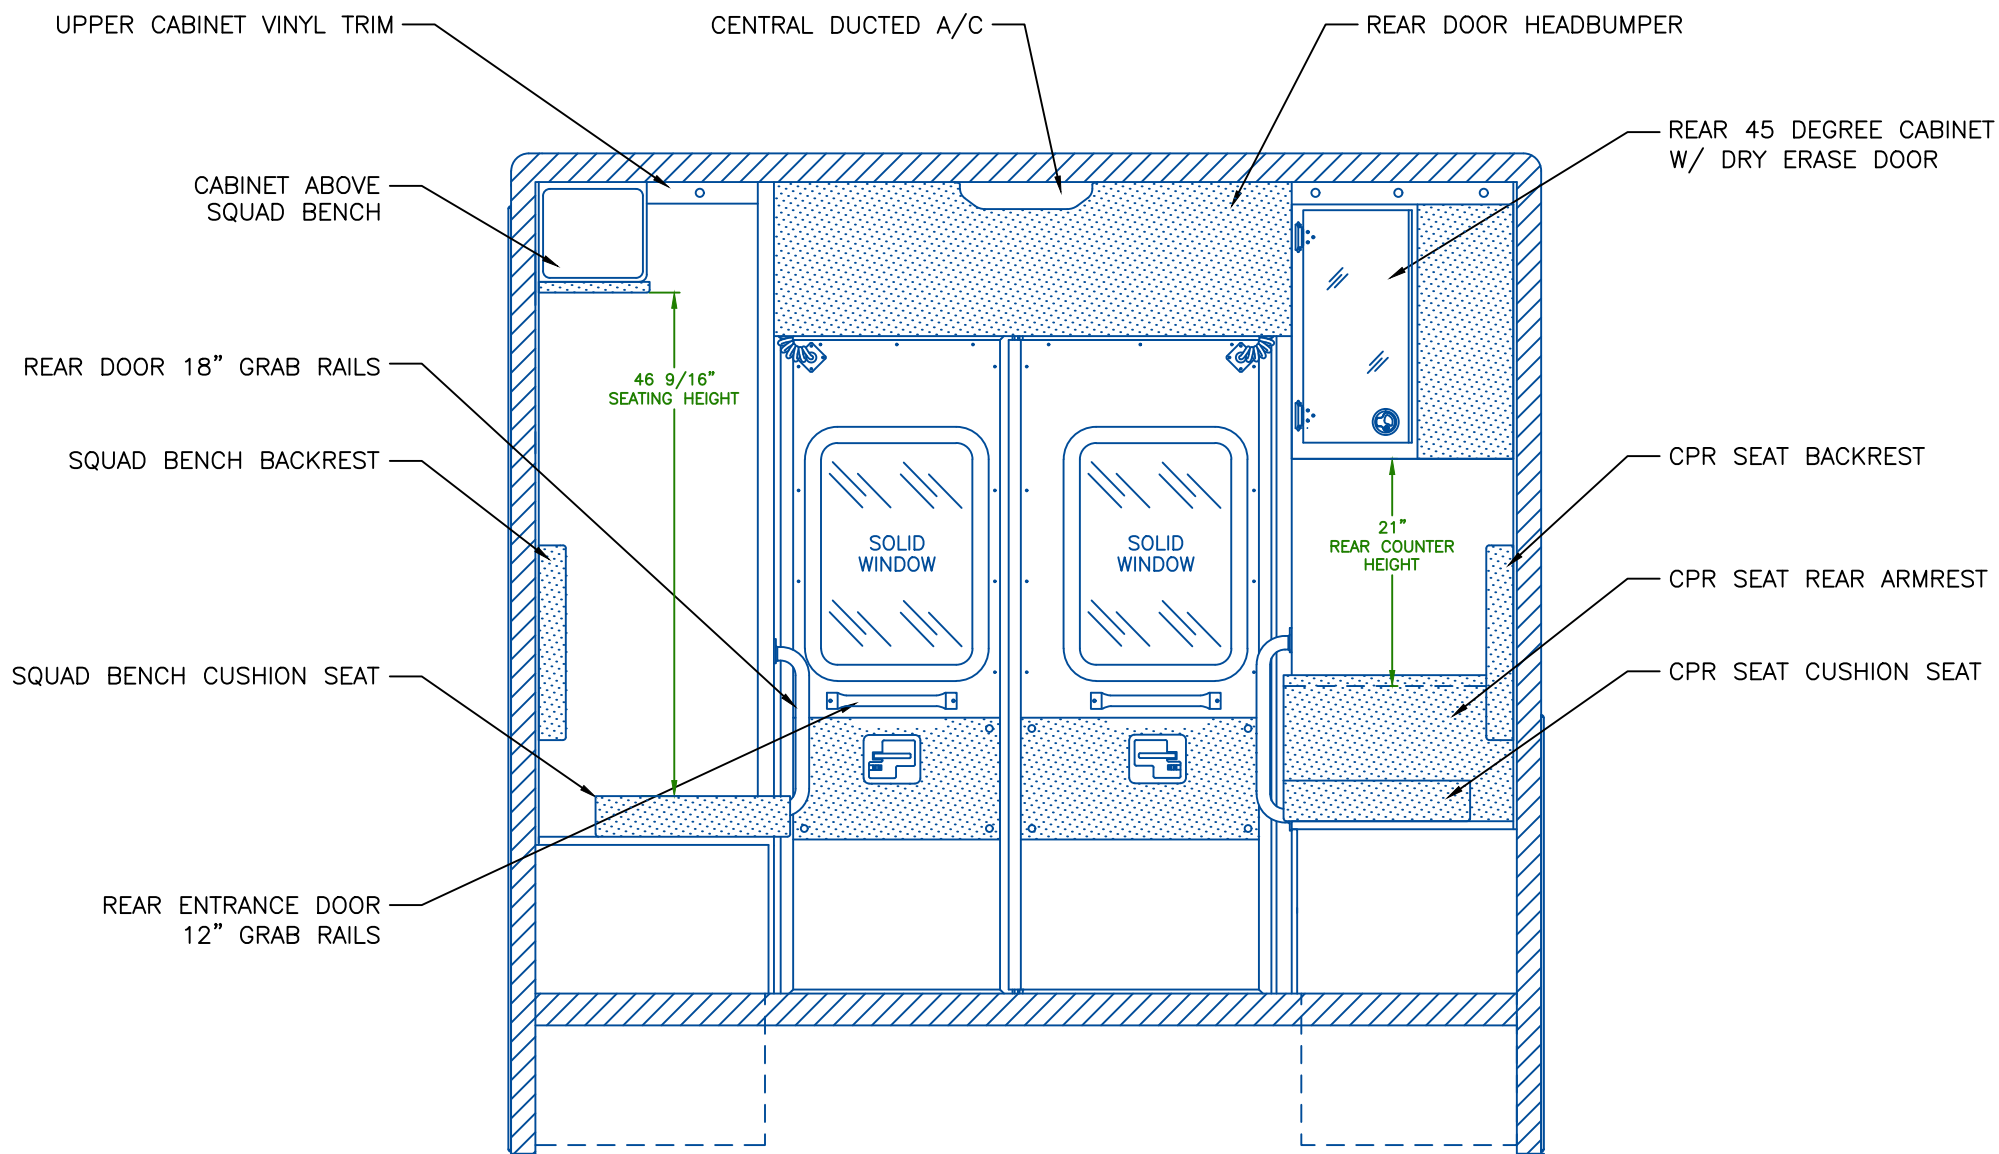 UPPER CABINET VINYL TRIM
CENTRAL DUCTED A/C
REAR DOOR HEADBUMPER
REAR 45 DEGREE CABINET
W/ DRY ERASE DOOR
CABINET ABOVE
SQUAD BENCH
REAR DOOR 18” GRAB RAILS
46 9/16”
SEATING HEIGHT
SQUAD BENCH BACKREST
CPR SEAT BACKREST
SOLID
WINDOW
SOLID
WINDOW
21”
REAR COUNTER
HEIGHT
CPR SEAT REAR ARMREST
SQUAD BENCH CUSHION SEAT
CPR SEAT CUSHION SEAT
REAR ENTRANCE DOOR
12” GRAB RAILS